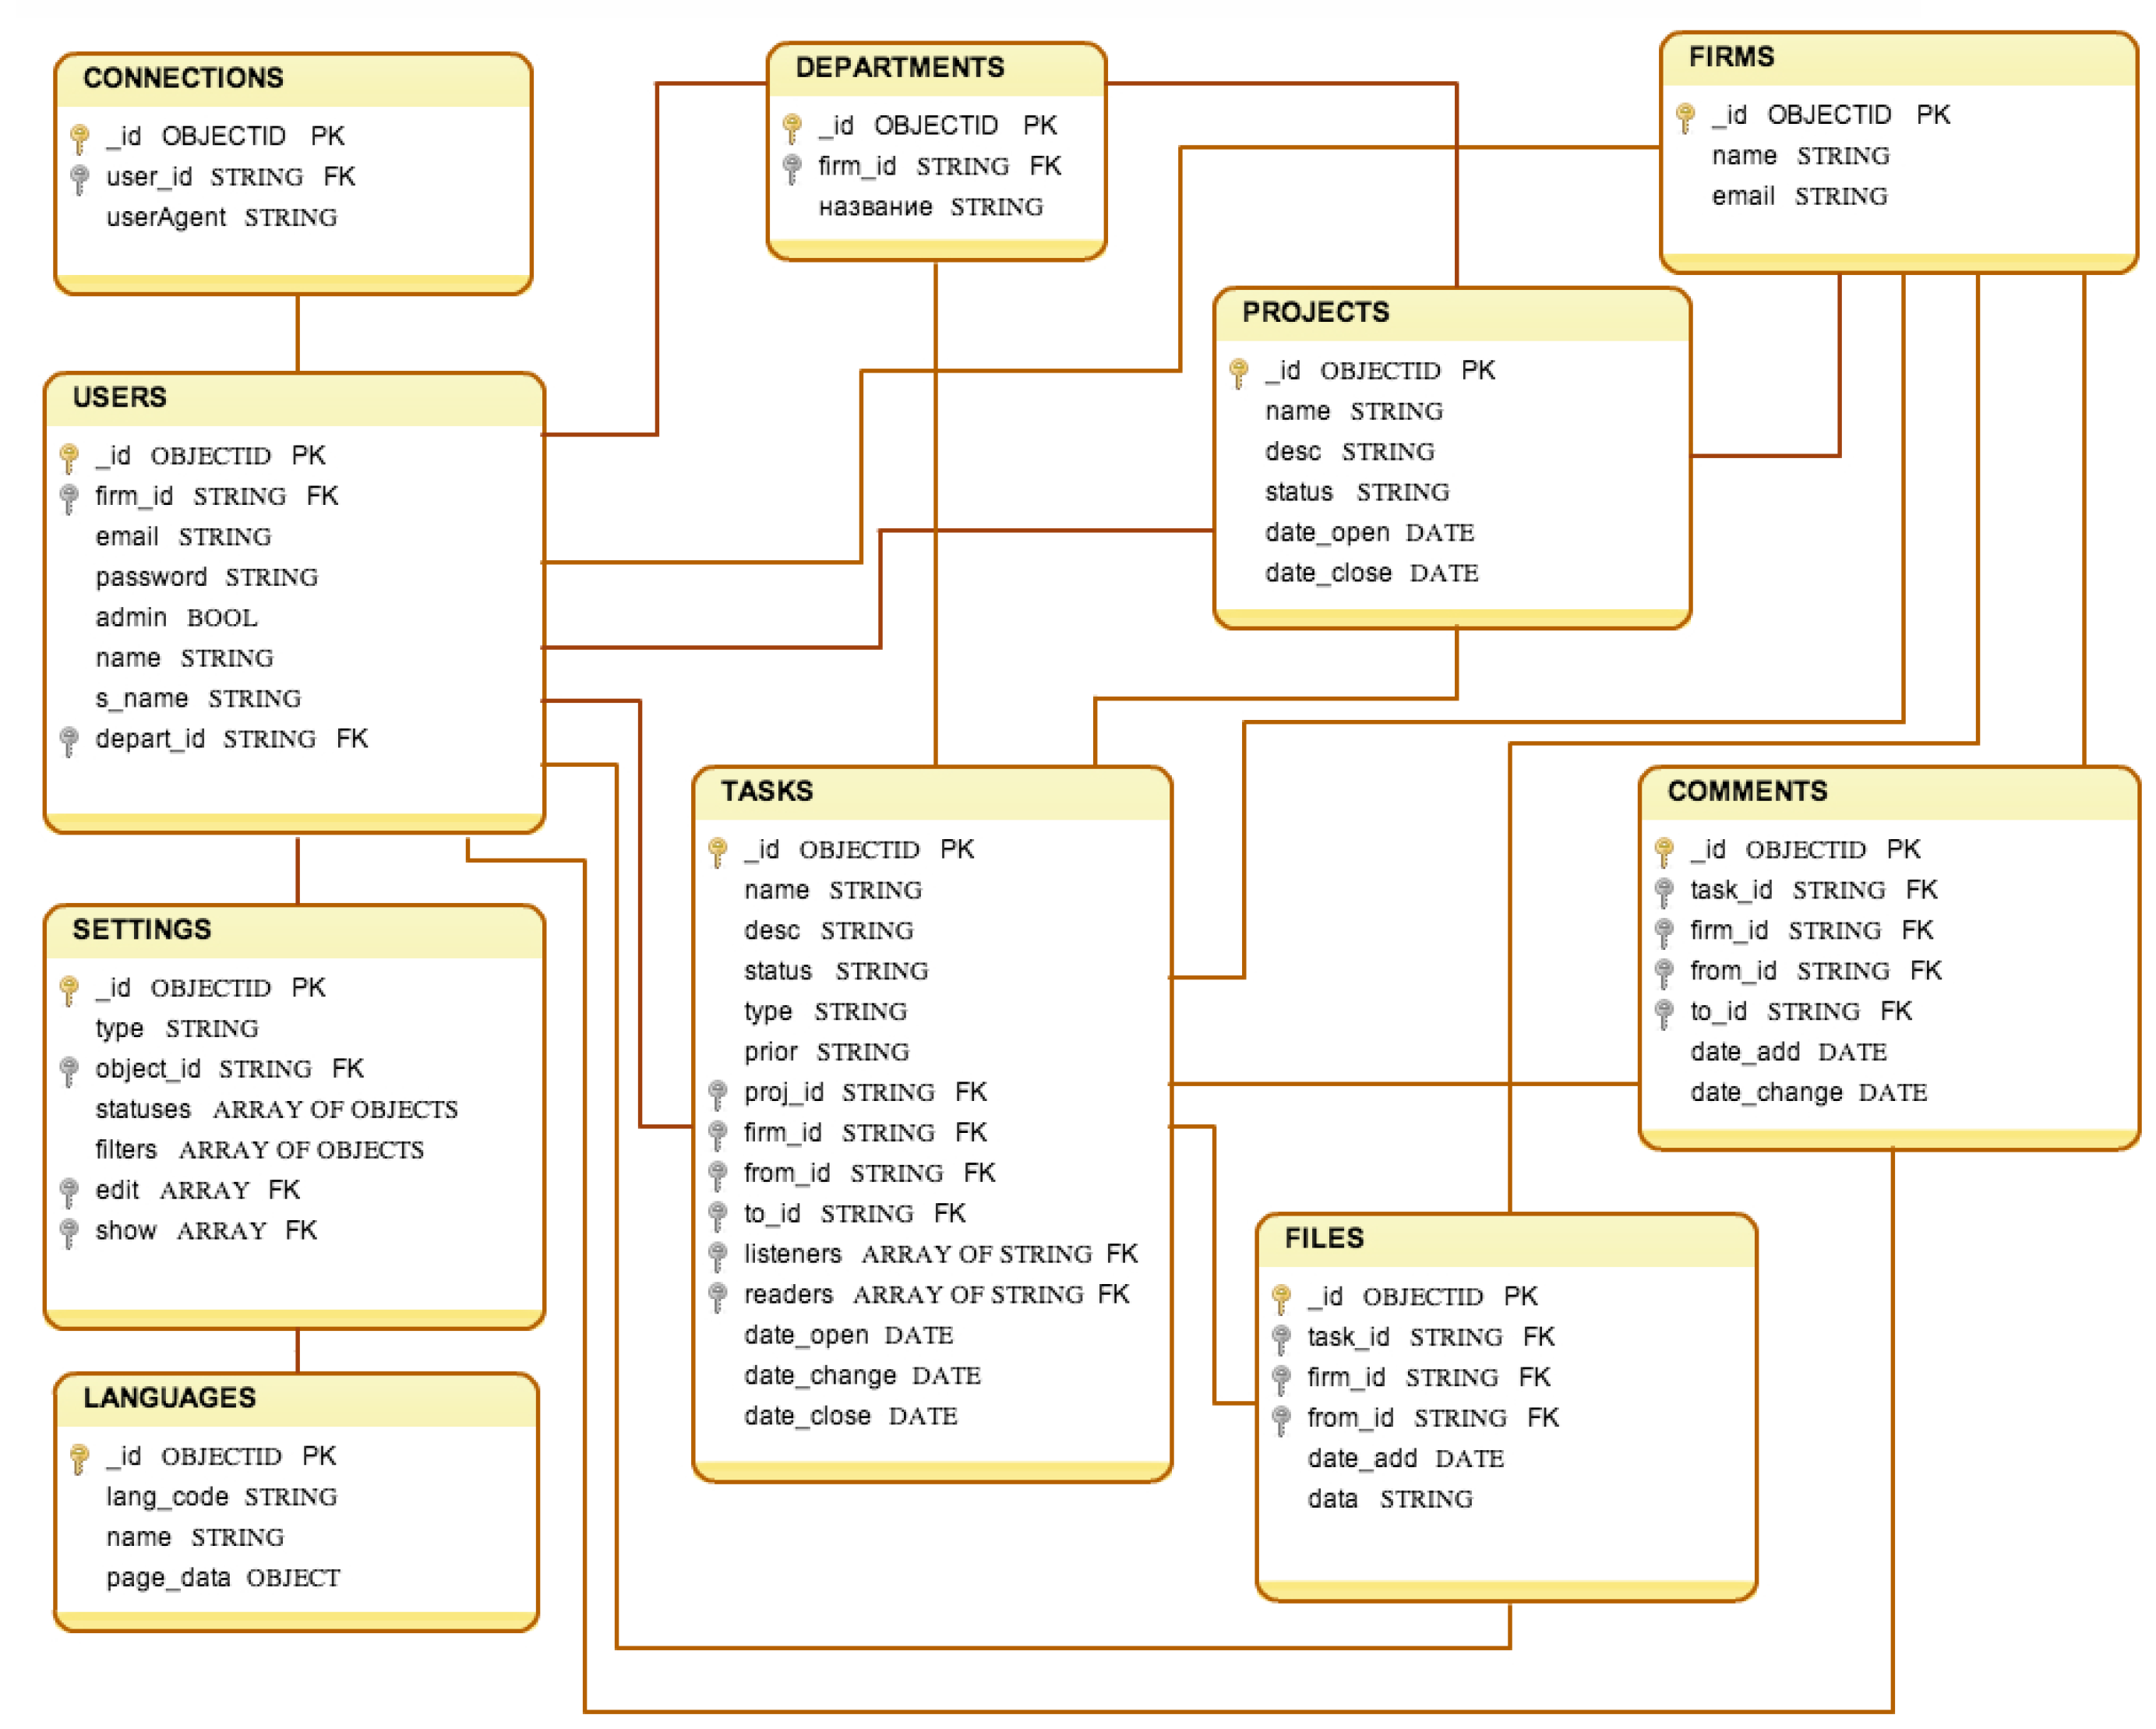 CONNECTIONS
_id OBJECTID PK
user_id STRING FK
userAgent STRING
DEPARTMENTS
_id OBJECTID PK
firm_id STRING FK
название STRING
FIRMS
_id OBJECTID PK
name STRING
email STRING
PROJECTS
_id OBJECTID PK
name STRING
desc STRING
status STRING
date_open DATE
date_close DATE
USERS
_id OBJECTID PK
firm_id STRING FK
email STRING
password STRING
admin BOOL
name STRING
s_name STRING
depart_id STRING FK
TASKS
_id OBJECTID PK
name STRING
desc STRING
status STRING
type STRING
prior STRING
proj_id STRING FK
firm_id STRING FK
from_id STRING FK
to_id STRING FK
listeners ARRAY OF STRING FK
readers ARRAY OF STRING FK
date_open DATE
date_change DATE
date_close DATE
COMMENTS
_id OBJECTID PK
task_id STRING FK
firm_id STRING FK
from_id STRING FK
to_id STRING FK
date_add DATE
date_change DATE
SETTINGS
_id OBJECTID PK
type STRING
object_id STRING FK
statuses ARRAY OF OBJECTS
filters ARRAY OF OBJECTS
edit ARRAY FK
show ARRAY FK
FILES
_id OBJECTID PK
task_id STRING FK
firm_id STRING FK
from_id STRING FK
date_add DATE
data STRING
LANGUAGES
_id OBJECTID PK
lang_code STRING
name STRING
page_data OBJECT